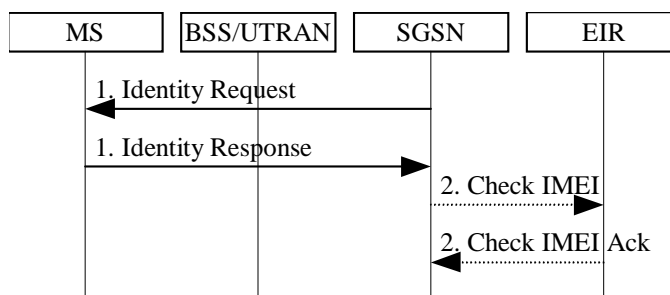 MS BSS/UTRAN SGSN EIR
1. Identity Request
1. Identity Response
2. Check IMEI
2. Check IMEI Ack